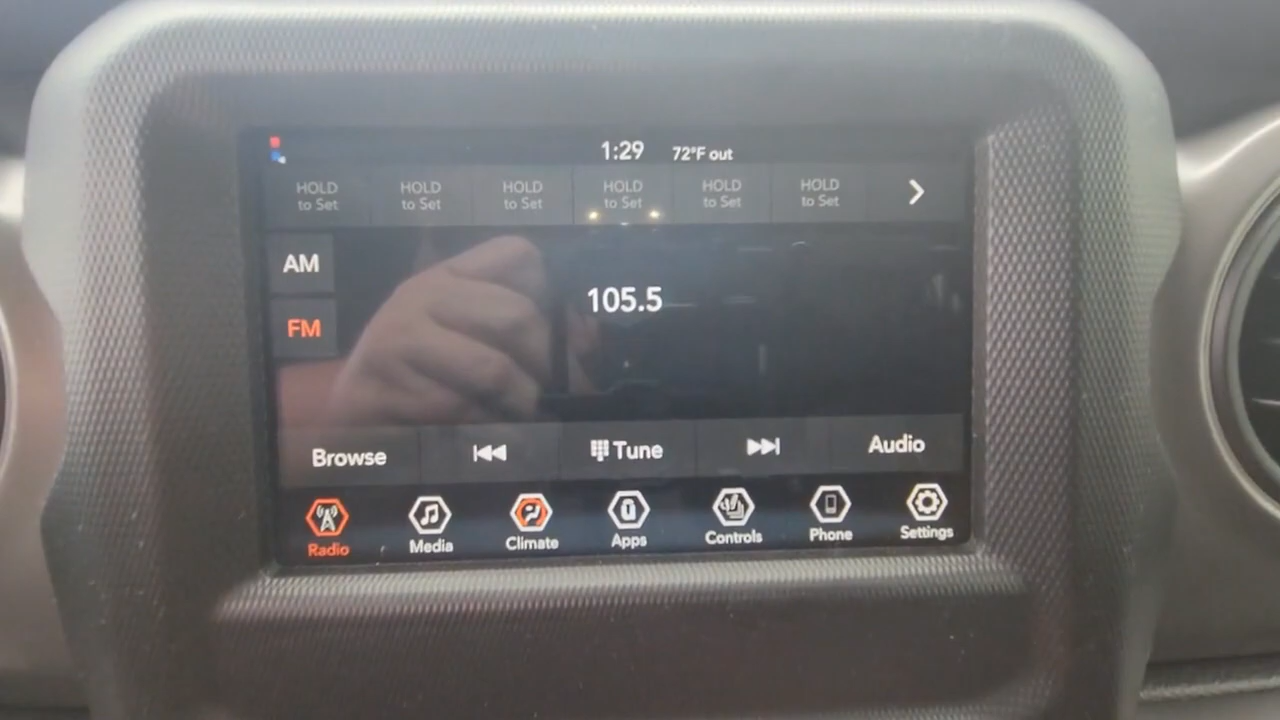 1:29 72°F out
HOLD HOLD HOLD HOLD HOLD HOLD
to Set to Set to Set to Set to Set to Set
AM
105.5
FM
Browse Tune Audio
Radio Media Climate Apps Controls Phone Settings